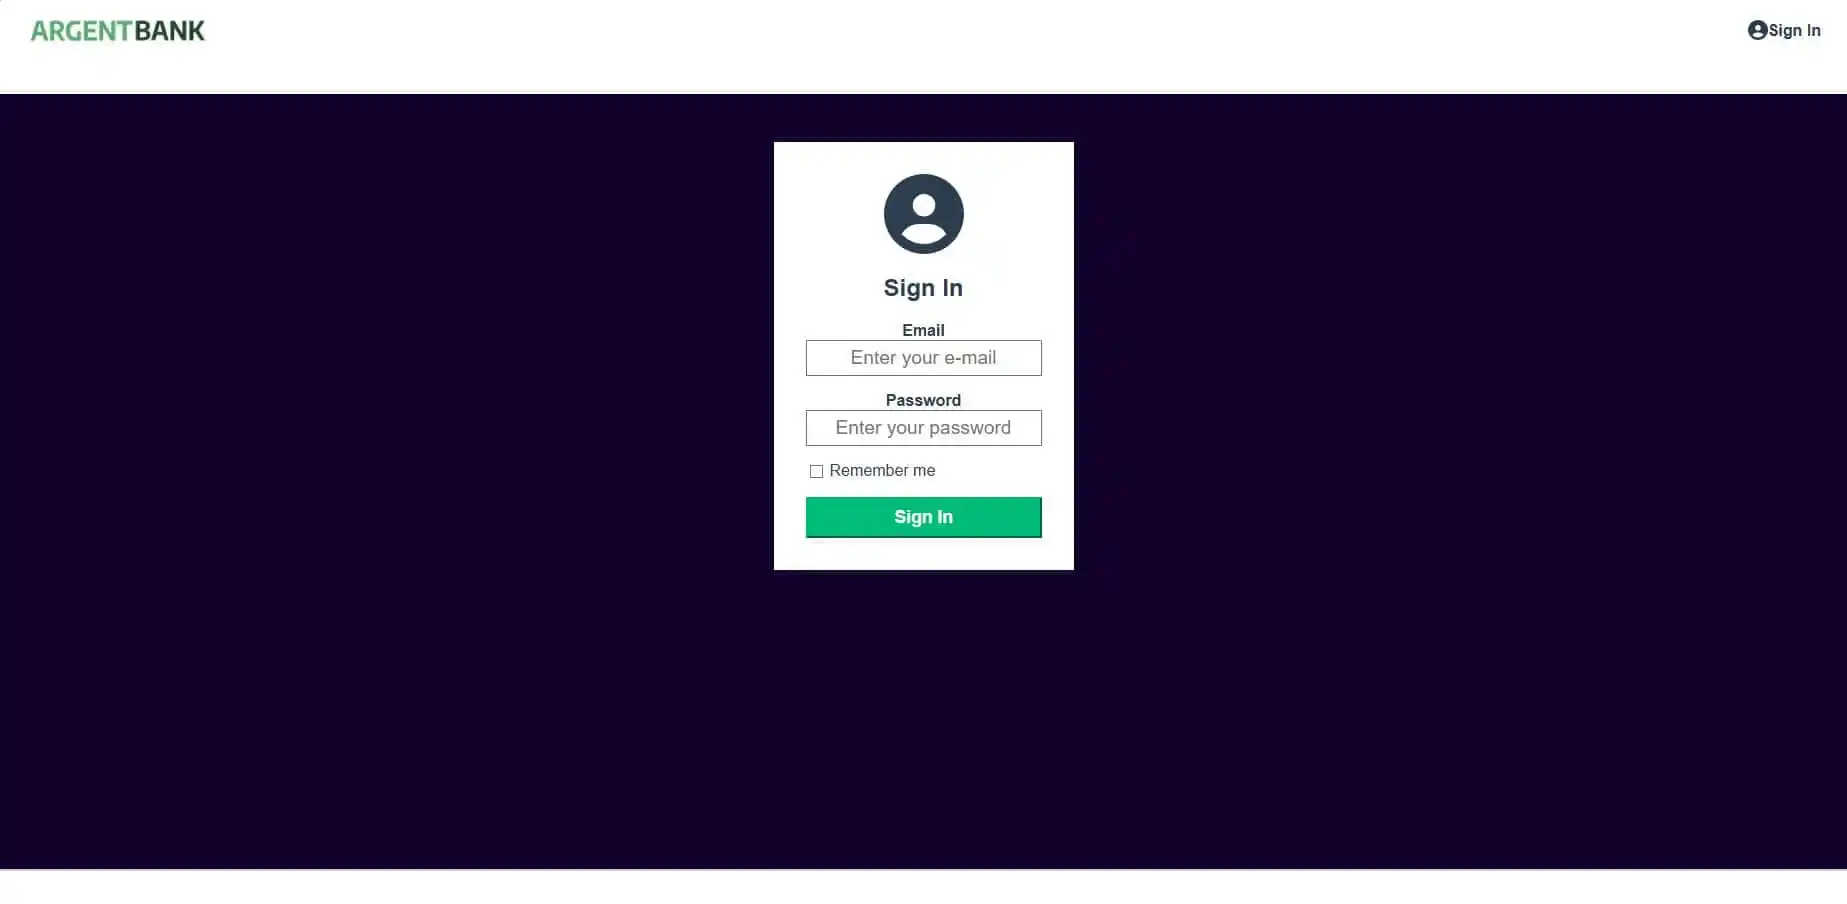 ARGENTBANK
Sign In
Sign In
Email
Enter your e-mail
Password
Enter your password
Remember me
Sign In